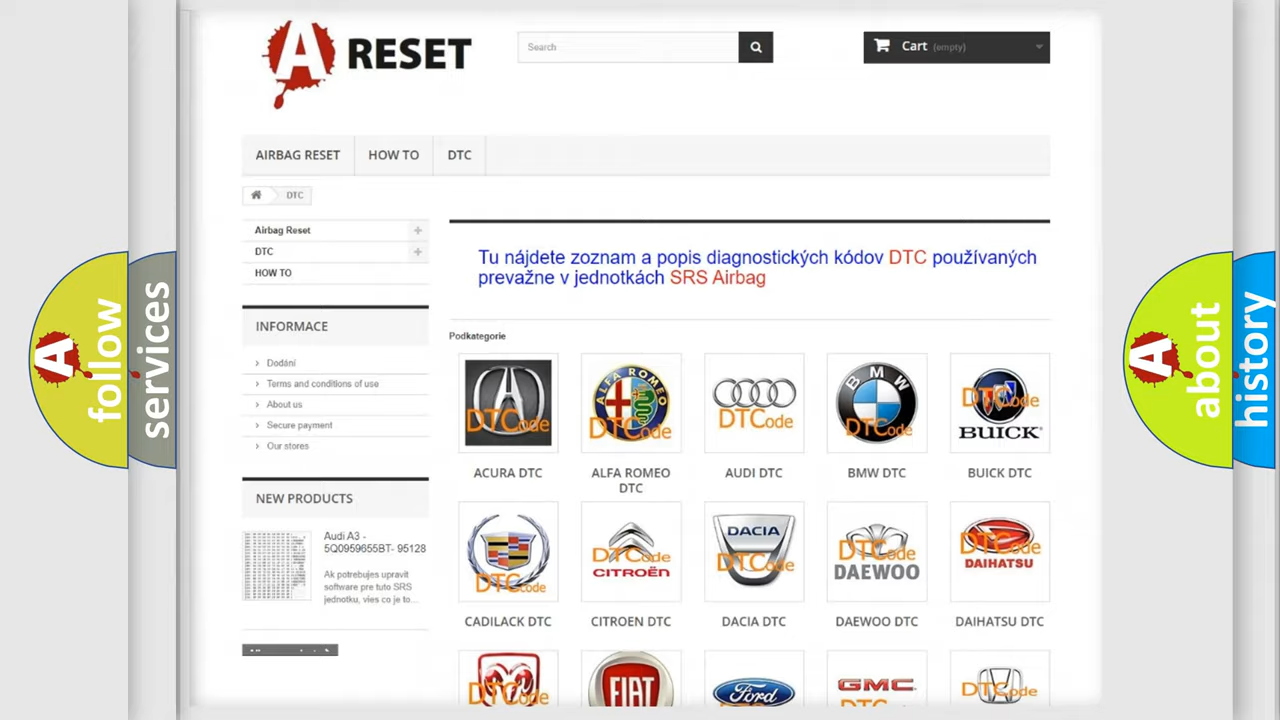 A RESET
Search
Cart (empty)
AIRBAG RESET
HOW TO
DTC
DTC
Airbag Reset
DTC
HOW TO
INFORMACE
Dodání
Terms and conditions of use
About us
Secure payment
Our stores
NEW PRODUCTS
Audi A3 -
5Q0959655BT- 95128
Ak potrebujes upravit
software pre tuto SRS
jednotku, vies co je to...
Tu nájdete zoznam a popis diagnostických kódov DTC používaných
prevažne v jednotkách SRS Airbag
Podkategorie
DTCode
ALFA ROMEO
DTCode
DTCode
BMW
DTCode
DTCode
BUICK
ACURA DTC
ALFA ROMEO
DTC
AUDI DTC
BMW DTC
BUICK DTC
DTCode
DTCode
CITROËN
DACIA
DTCode
DTCode
DAEWOO
DTCode
DAIHATSU
CADILACK DTC
CITROEN DTC
DACIA DTC
DAEWOO DTC
DAIHATSU DTC
DTCode
FIAT
Ford
GMC
DTCode
A follow
services
A about
history